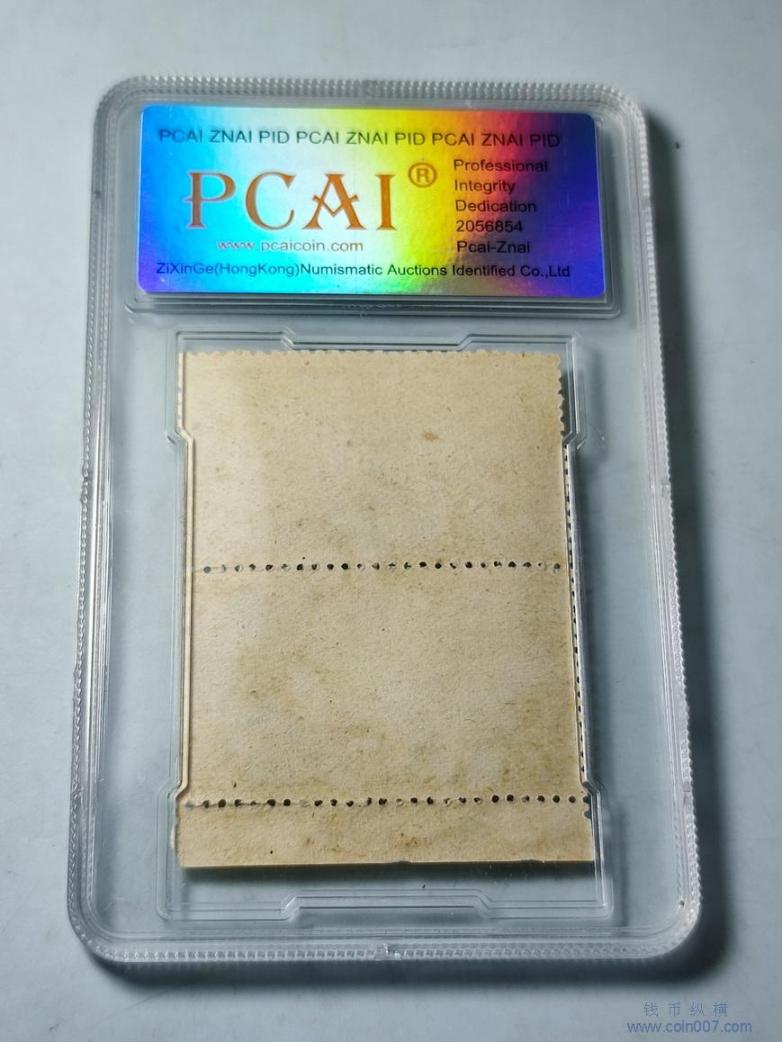 PCAI ZNAI PID PCAI ZNAI PID PCAI ZNAI PID
PCAI®
www.pcaicoin.com
Professional
Integrity
Dedication
2056854
Pcai-Znai
ZiXinGe(HongKong)Numismatic Auctions Identified Co.,Ltd
钱币纵横
www.coin007.com